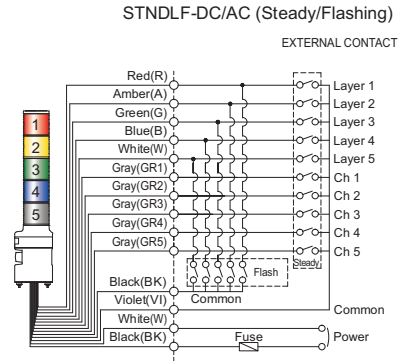 STNDLF-DC/AC (Steady/Flashing)
EXTERNAL CONTACT
Red(R)
Layer 1
Amber(A)
Layer 2
Green(G)
Layer 3
Blue(B)
Layer 4
White(W)
Layer 5
Gray(GR1)
Ch 1
Gray(GR2)
Ch 2
Gray(GR3)
Ch 3
Gray(GR4)
Ch 4
Gray(GR5)
Ch 5
1
2
3
4
5
Steady
Flash
Black(BK)
Common
Violet(VI)
Common
White(W)
Black(BK)
Fuse
Power